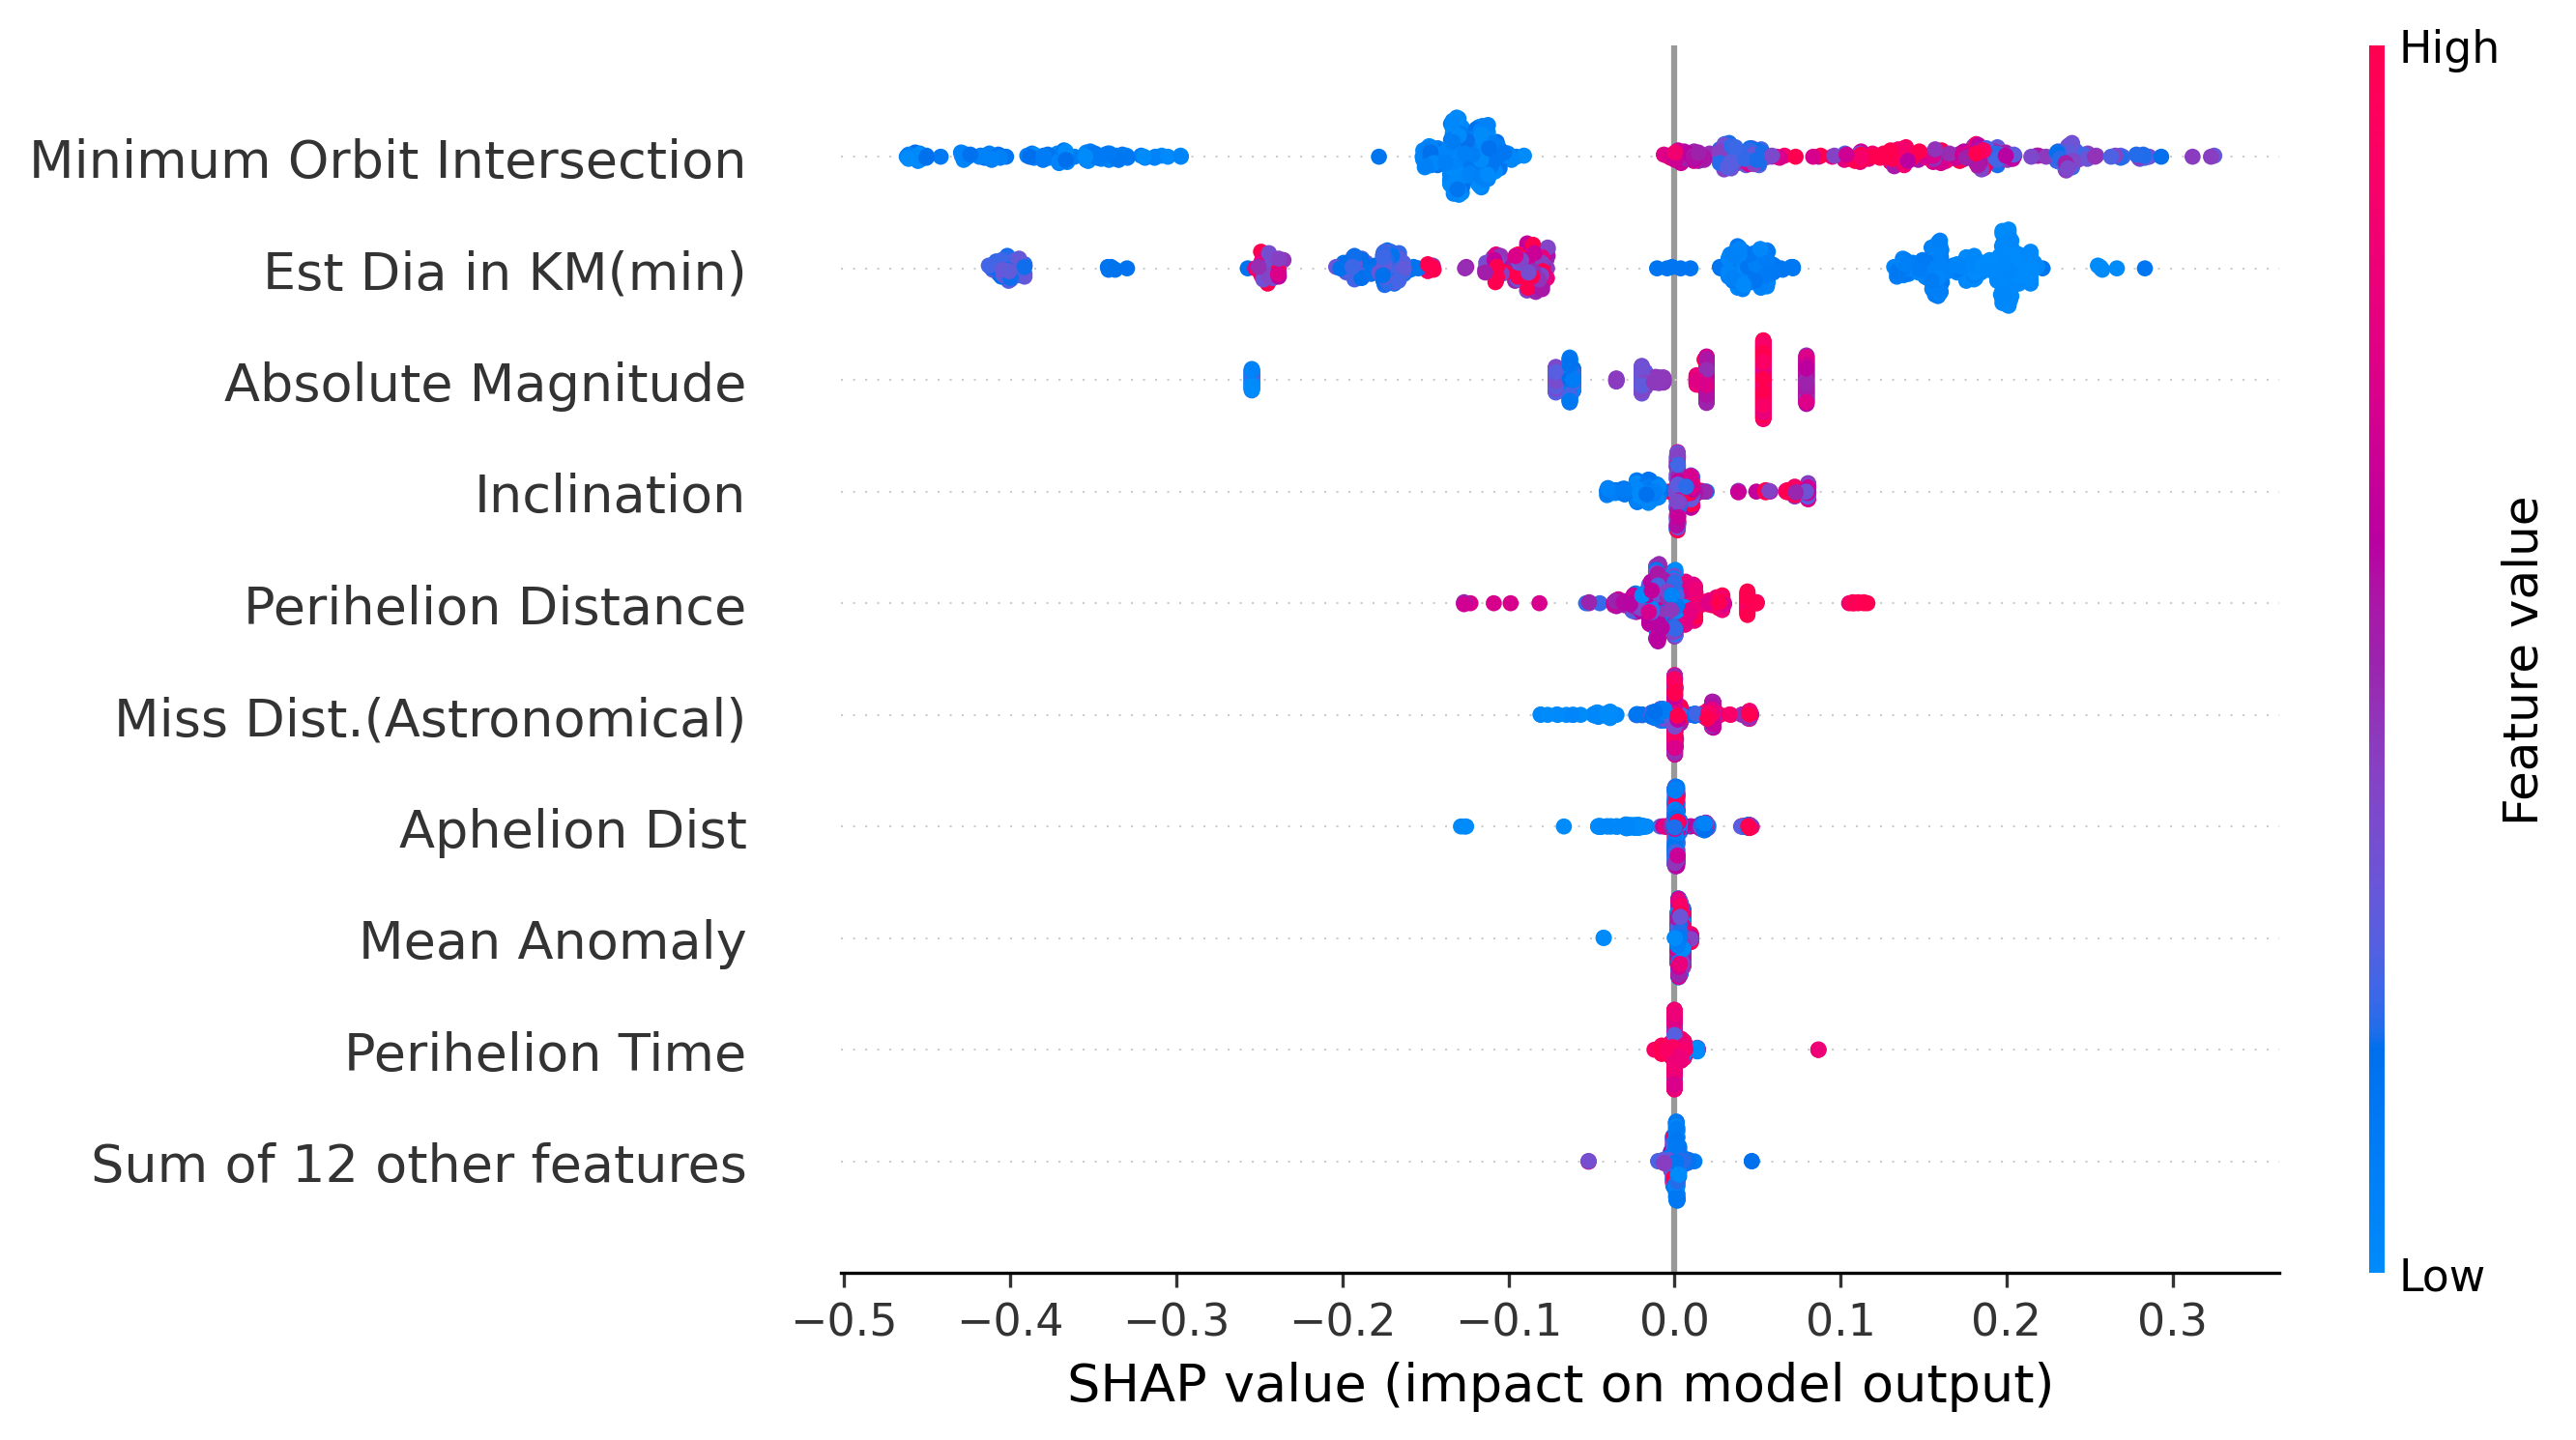 High
Minimum Orbit Intersection
Est Dia in KM(min)
Absolute Magnitude
Inclination
Perihelion Distance
Miss Dist.(Astronomical)
Aphelion Dist
Mean Anomaly
Perihelion Time
Sum of 12 other features
Feature value
Low
−0.5 −0.4 −0.3 −0.2 −0.1 0.0 0.1 0.2 0.3
SHAP value (impact on model output)